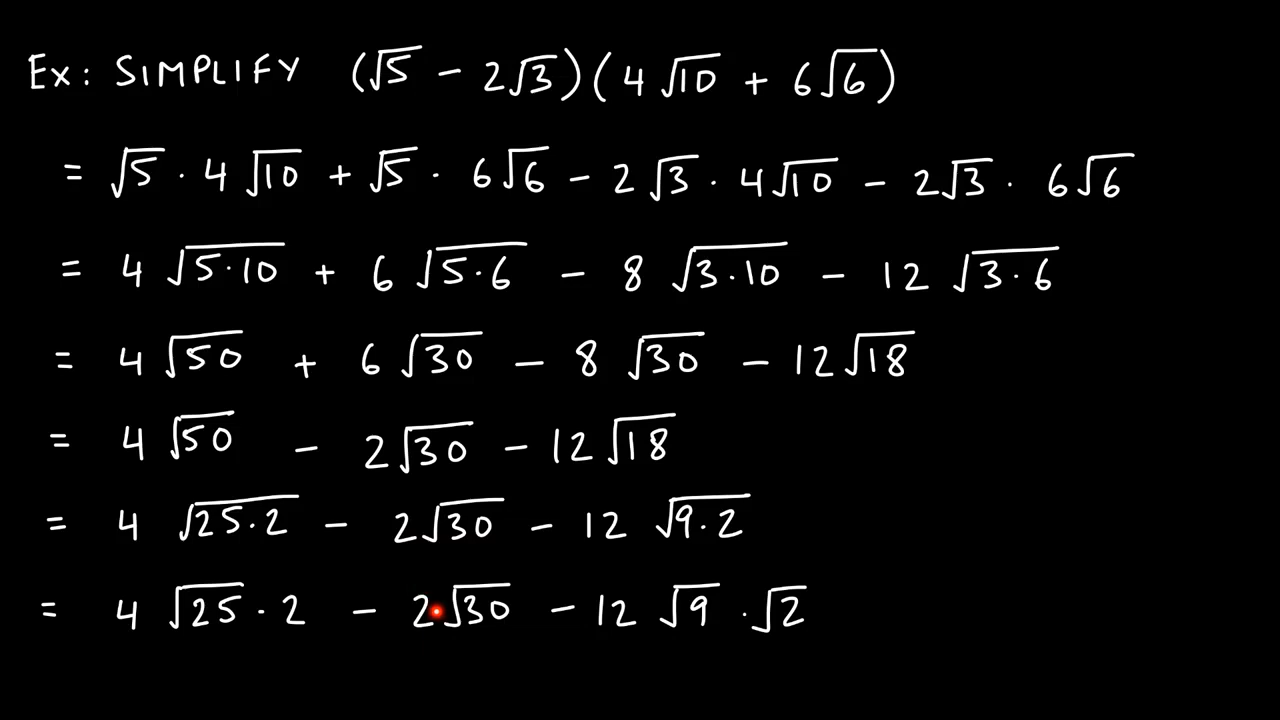 Ex: SIMPLIFY (√5 − 2√3)(4√10 + 6√6)
= √5 · 4√10 + √5 · 6√6 − 2√3 · 4√10 − 2√3 · 6√6
= 4√(5·10) + 6√(5·6) − 8√(3·10) − 12√(3·6)
= 4√50 + 6√30 − 8√30 − 12√18
= 4√50 − 2√30 − 12√18
= 4√(25·2) − 2√30 − 12√(9·2)
= 4√25 · 2 − 2√30 − 12√9 · √2